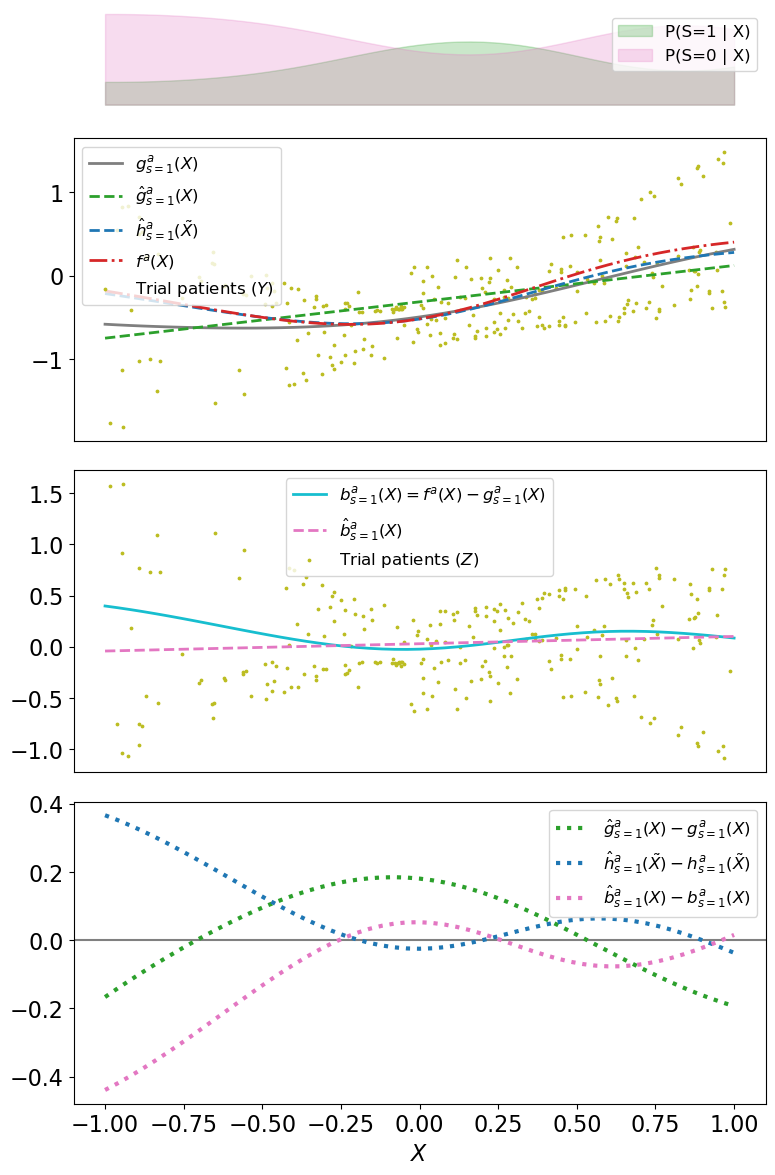 P(S=1 | X)
P(S=0 | X)
g^a_{s=1}(X)
ĝ^a_{s=1}(X)
ĥ^a_{s=1}(X̃)
f^a(X)
Trial patients (Y)
1
0
−1
b^a_{s=1}(X) = f^a(X) − g^a_{s=1}(X)
b̂^a_{s=1}(X)
Trial patients (Z)
1.5
1.0
0.5
0.0
−0.5
−1.0
ĝ^a_{s=1}(X) − g^a_{s=1}(X)
ĥ^a_{s=1}(X̃) − h^a_{s=1}(X̃)
b̂^a_{s=1}(X) − b^a_{s=1}(X)
0.4
0.2
0.0
−0.2
−0.4
−1.00 −0.75 −0.50 −0.25 0.00 0.25 0.50 0.75 1.00
X